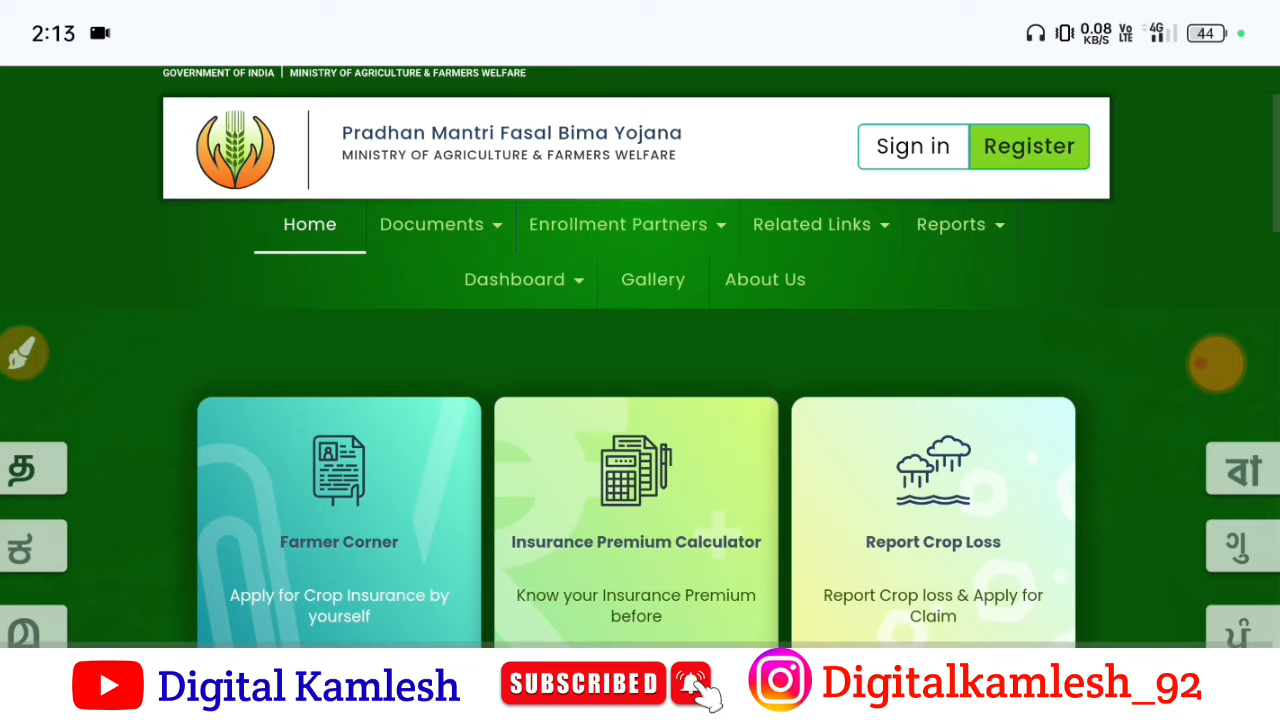 2:13
0.08
KB/S
Vo
LTE
4G
44
GOVERNMENT OF INDIA | MINISTRY OF AGRICULTURE & FARMERS WELFARE
Pradhan Mantri Fasal Bima Yojana
MINISTRY OF AGRICULTURE & FARMERS WELFARE
Sign in
Register
Home
Documents
Enrollment Partners
Related Links
Reports
Dashboard
Gallery
About Us
த
বা
ಕ
ગુ
Farmer Corner
Insurance Premium Calculator
Report Crop Loss
Apply for Crop Insurance by
yourself
Know your Insurance Premium
before
Report Crop loss & Apply for
Claim
Digital Kamlesh
SUBSCRIBED
Digitalkamlesh_92